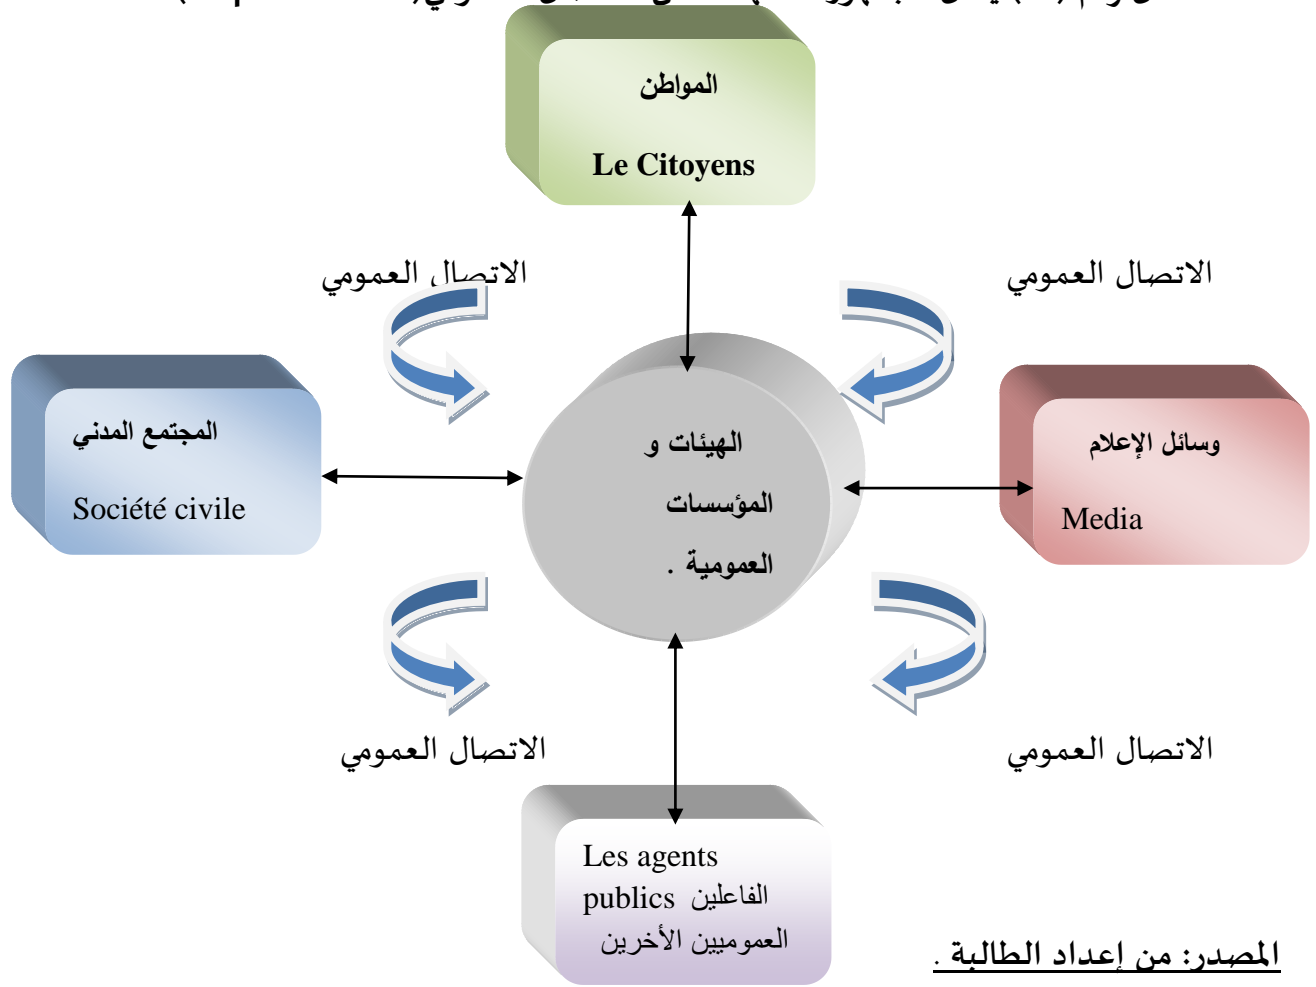 المواطن
Le Citoyens
الاتصال العمومي
الاتصال العمومي
المجتمع المدني
Société civile
الهيئات و
المؤسسات
العمومية .
وسائل الإعلام
Media
الاتصال العمومي
الاتصال العمومي
Les agents
publics الفاعلين
العموميين الأخرين
المصدر: من إعداد الطالبة .